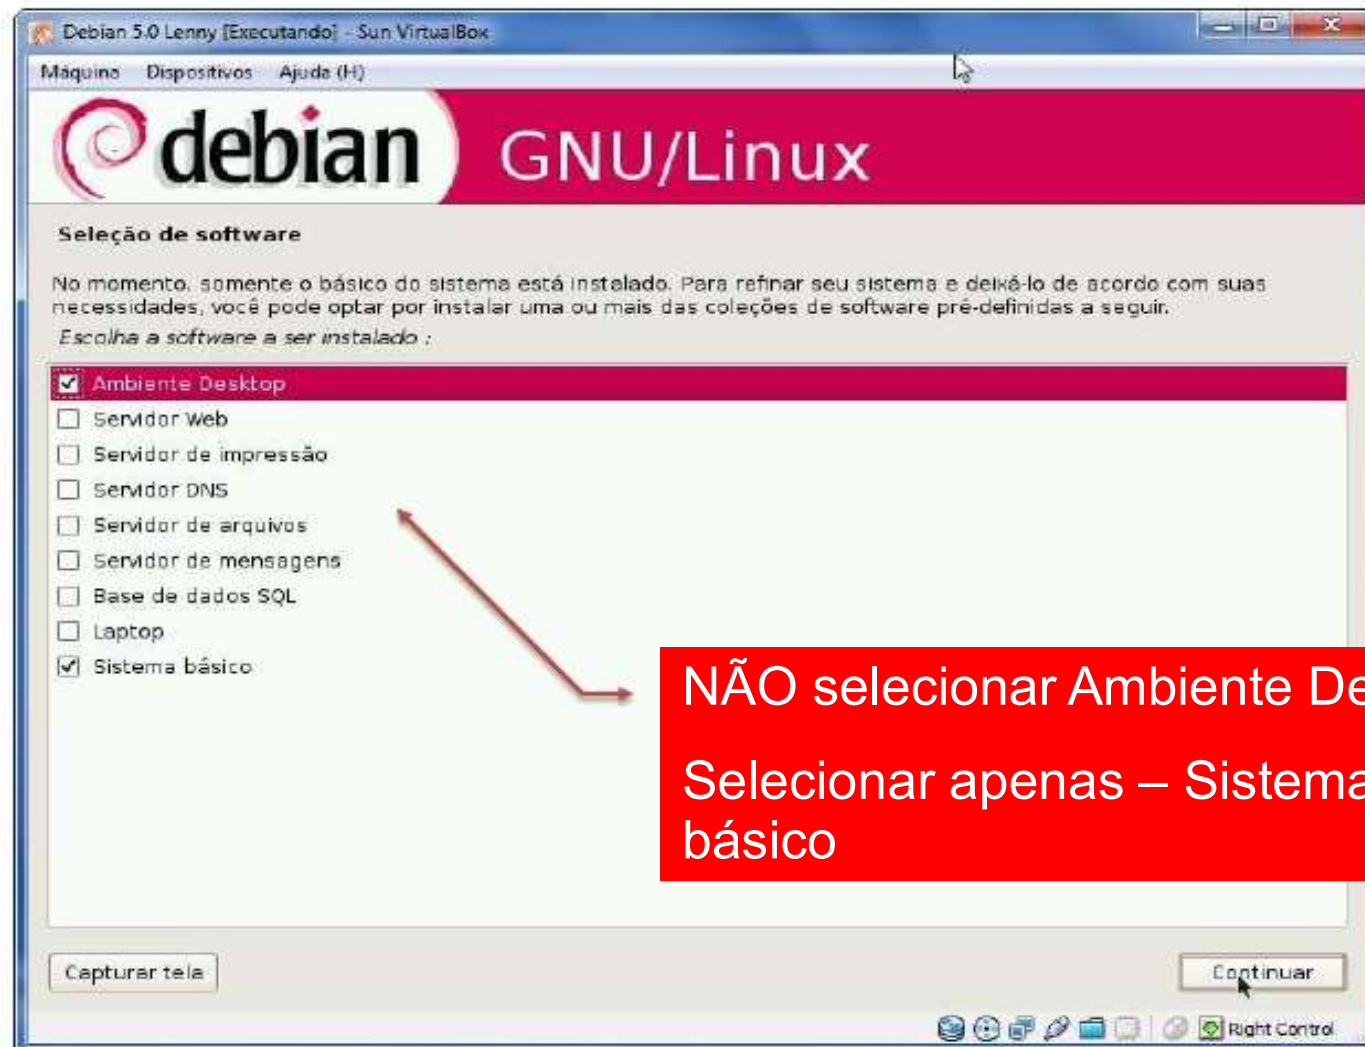 Debian 5.0 Lenny [Executando] - Sun VirtualBox
Máquina Dispositivos Ajuda (H)
debian GNU/Linux
Seleção de software
No momento, somente o básico do sistema está instalado. Para refinar seu sistema e deixá-lo de acordo com suas
necessidades, você pode optar por instalar uma ou mais das coleções de software pré-definidas a seguir.
Escolha a software a ser instalado :
Ambiente Desktop
Servidor Web
Servidor de impressão
Servidor DNS
Servidor de arquivos
Servidor de mensagens
Base de dados SQL
Laptop
Sistema básico
NÃO selecionar Ambiente De
Selecionar apenas – Sistema
básico
Capturar tela
Continuar
Right Control